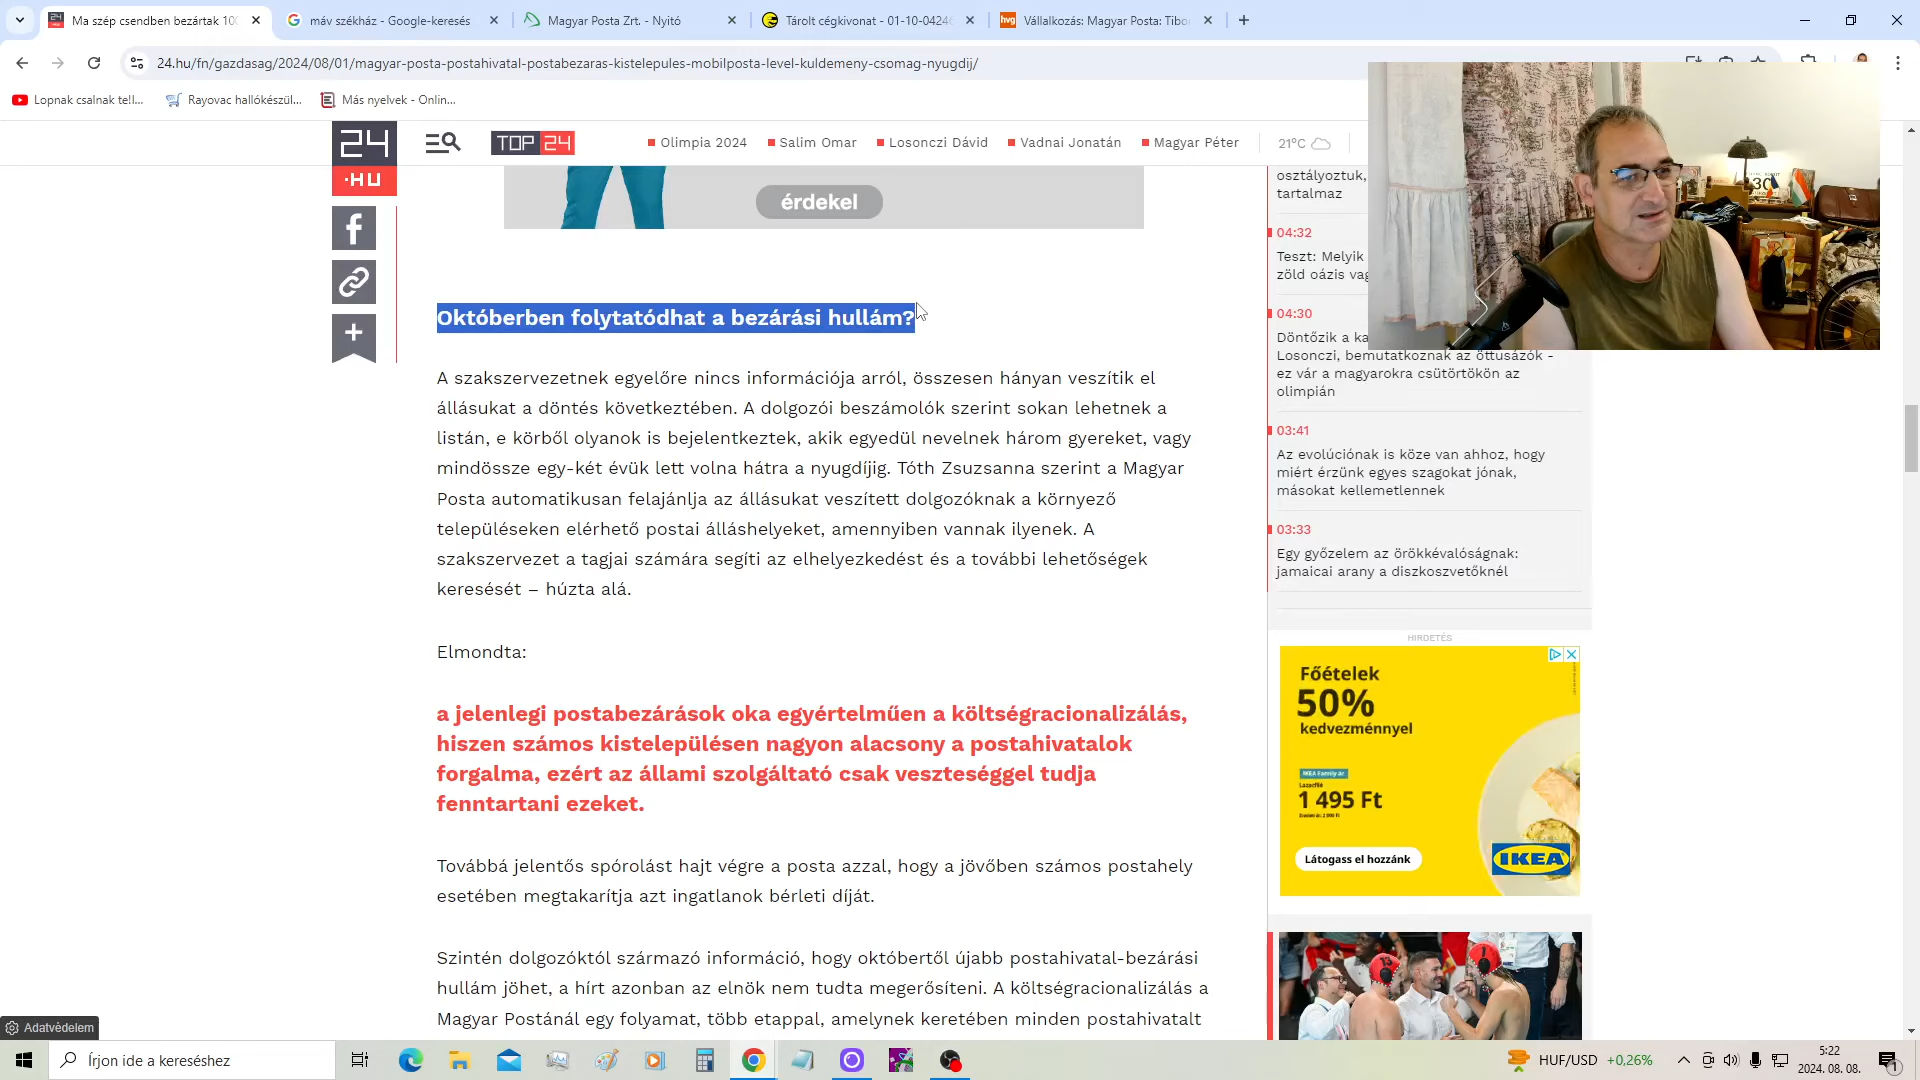 Ma szép csendben bezártak 100
máv székház - Google-keresés
Magyar Posta Zrt. - Nyitó
Tárolt cégkivonat - 01-10-0424
Vállalkozás: Magyar Posta: Tibo
24.hu/fn/gazdasag/2024/08/01/magyar-posta-postahivatal-postabezaras-kistelepules-mobilposta-level-kuldemeny-csomag-nyugdij/
Lopnak csalnak te!l...
Rayovac hallókészül...
Más nyelvek - Onlin...
24
.HU
TOP 24
Olimpia 2024
Salim Omar
Losonczi Dávid
Vadnai Jonatán
Magyar Péter
21°C
érdekel
Októberben folytatódhat a bezárási hullám?
A szakszervezetnek egyelőre nincs információja arról, összesen hányan veszítik el
állásukat a döntés következtében. A dolgozói beszámolók szerint sokan lehetnek a
listán, e körből olyanok is bejelentkeztek, akik egyedül nevelnek három gyereket, vagy
mindössze egy-két évük lett volna hátra a nyugdíjig. Tóth Zsuzsanna szerint a Magyar
Posta automatikusan felajánlja az állásukat veszített dolgozóknak a környező
településeken elérhető postai álláshelyeket, amennyiben vannak ilyenek. A
szakszervezet a tagjai számára segíti az elhelyezkedést és a további lehetőségek
keresését – húzta alá.
Elmondta:
a jelenlegi postabezárások oka egyértelműen a költségracionalizálás,
hiszen számos kistelepülésen nagyon alacsony a postahivatalok
forgalma, ezért az állami szolgáltató csak veszteséggel tudja
fenntartani ezeket.
Továbbá jelentős spórolást hajt végre a posta azzal, hogy a jövőben számos postahely
esetében megtakarítja azt ingatlanok bérleti díját.
Szintén dolgozóktól származó információ, hogy októbertől újabb postahivatal-bezárási
hullám jöhet, a hírt azonban az elnök nem tudta megerősíteni. A költségracionalizálás a
Magyar Postánál egy folyamat, több etappal, amelynek keretében minden postahivatalt
osztályoztuk,
tartalmaz
04:32
Teszt: Melyik
zöld oázis vag
04:30
Döntőzik a ka
Losonczi, bemutatkoznak az öttusázók -
ez vár a magyarokra csütörtökön az
olimpián
03:41
Az evolúciónak is köze van ahhoz, hogy
miért érzünk egyes szagokat jónak,
másokat kellemetlennek
03:33
Egy győzelem az örökkévalóságnak:
jamaicai arany a diszkoszvetőknél
HIRDETÉS
Főételek
50%
kedvezménnyel
IKEA Family ár
1 495 Ft
Látogass el hozzánk
IKEA
Adatvédelem
Írjon ide a kereséshez
HUF/USD +0,26%
5:22
2024. 08. 08.